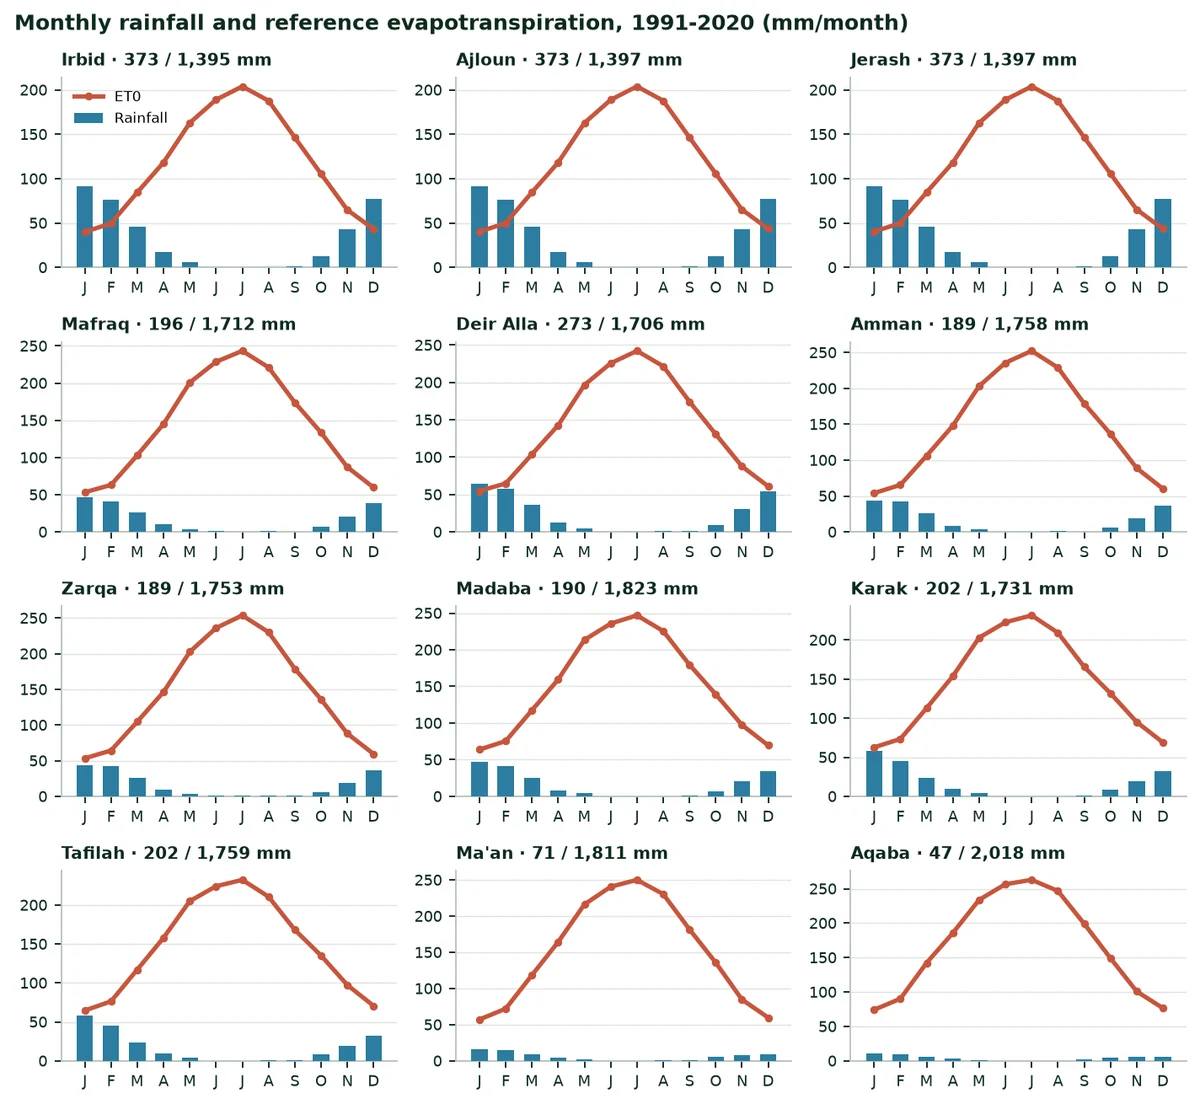 Monthly rainfall and reference evapotranspiration, 1991-2020 (mm/month)
Irbid · 373 / 1,395 mm
200
150
100
50
0
ET0
Rainfall
J F M A M J J A S O N D
Ajloun · 373 / 1,397 mm
200
150
100
50
0
J F M A M J J A S O N D
Jerash · 373 / 1,397 mm
200
150
100
50
0
J F M A M J J A S O N D
Mafraq · 196 / 1,712 mm
250
200
150
100
50
0
J F M A M J J A S O N D
Deir Alla · 273 / 1,706 mm
250
200
150
100
50
0
J F M A M J J A S O N D
Amman · 189 / 1,758 mm
250
200
150
100
50
0
J F M A M J J A S O N D
Zarqa · 189 / 1,753 mm
250
200
150
100
50
0
J F M A M J J A S O N D
Madaba · 190 / 1,823 mm
250
200
150
100
50
0
J F M A M J J A S O N D
Karak · 202 / 1,731 mm
200
150
100
50
0
J F M A M J J A S O N D
Tafilah · 202 / 1,759 mm
200
150
100
50
0
J F M A M J J A S O N D
Ma'an · 71 / 1,811 mm
250
200
150
100
50
0
J F M A M J J A S O N D
Aqaba · 47 / 2,018 mm
250
200
150
100
50
0
J F M A M J J A S O N D